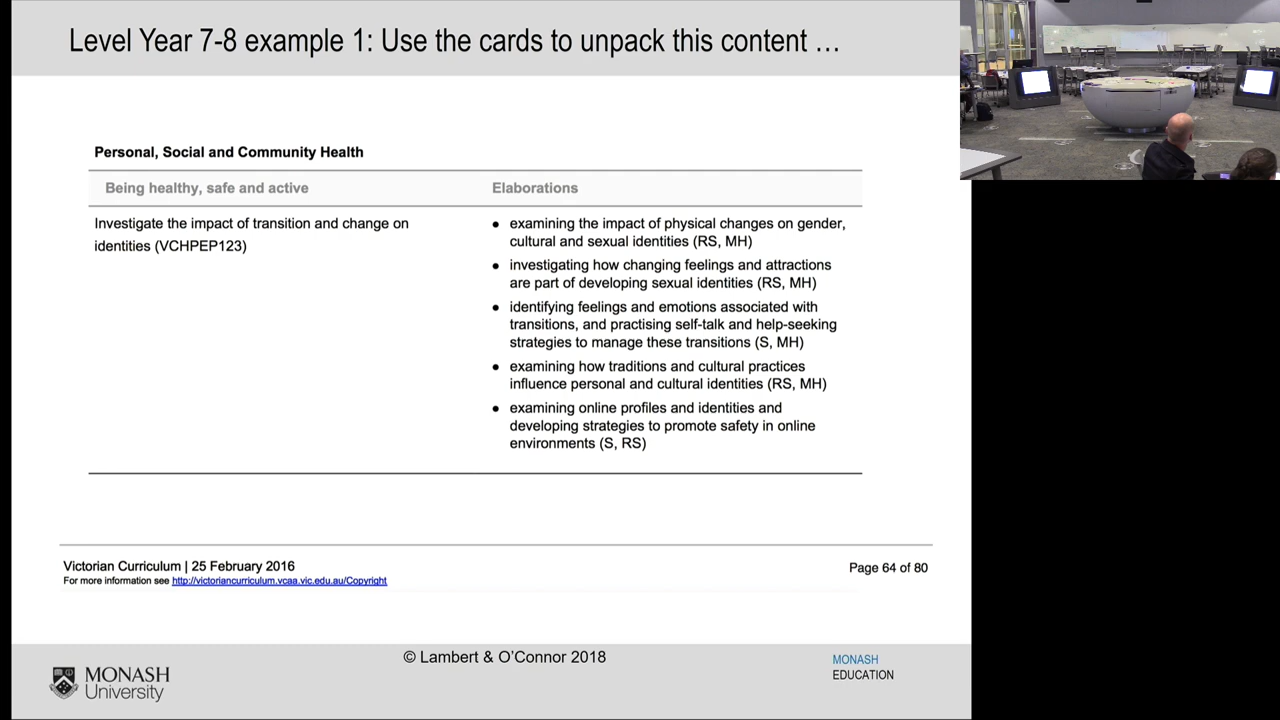 Level Year 7-8 example 1: Use the cards to unpack this content …
Personal, Social and Community Health
Being healthy, safe and active
Elaborations
Investigate the impact of transition and change on
identities (VCHPEP123)
● examining the impact of physical changes on gender,
cultural and sexual identities (RS, MH)
● investigating how changing feelings and attractions
are part of developing sexual identities (RS, MH)
● identifying feelings and emotions associated with
transitions, and practising self-talk and help-seeking
strategies to manage these transitions (S, MH)
● examining how traditions and cultural practices
influence personal and cultural identities (RS, MH)
● examining online profiles and identities and
developing strategies to promote safety in online
environments (S, RS)
Victorian Curriculum | 25 February 2016
For more information see http://victoriancurriculum.vcaa.vic.edu.au/Copyright
Page 64 of 80
© Lambert & O'Connor 2018
MONASH
University
MONASH
EDUCATION